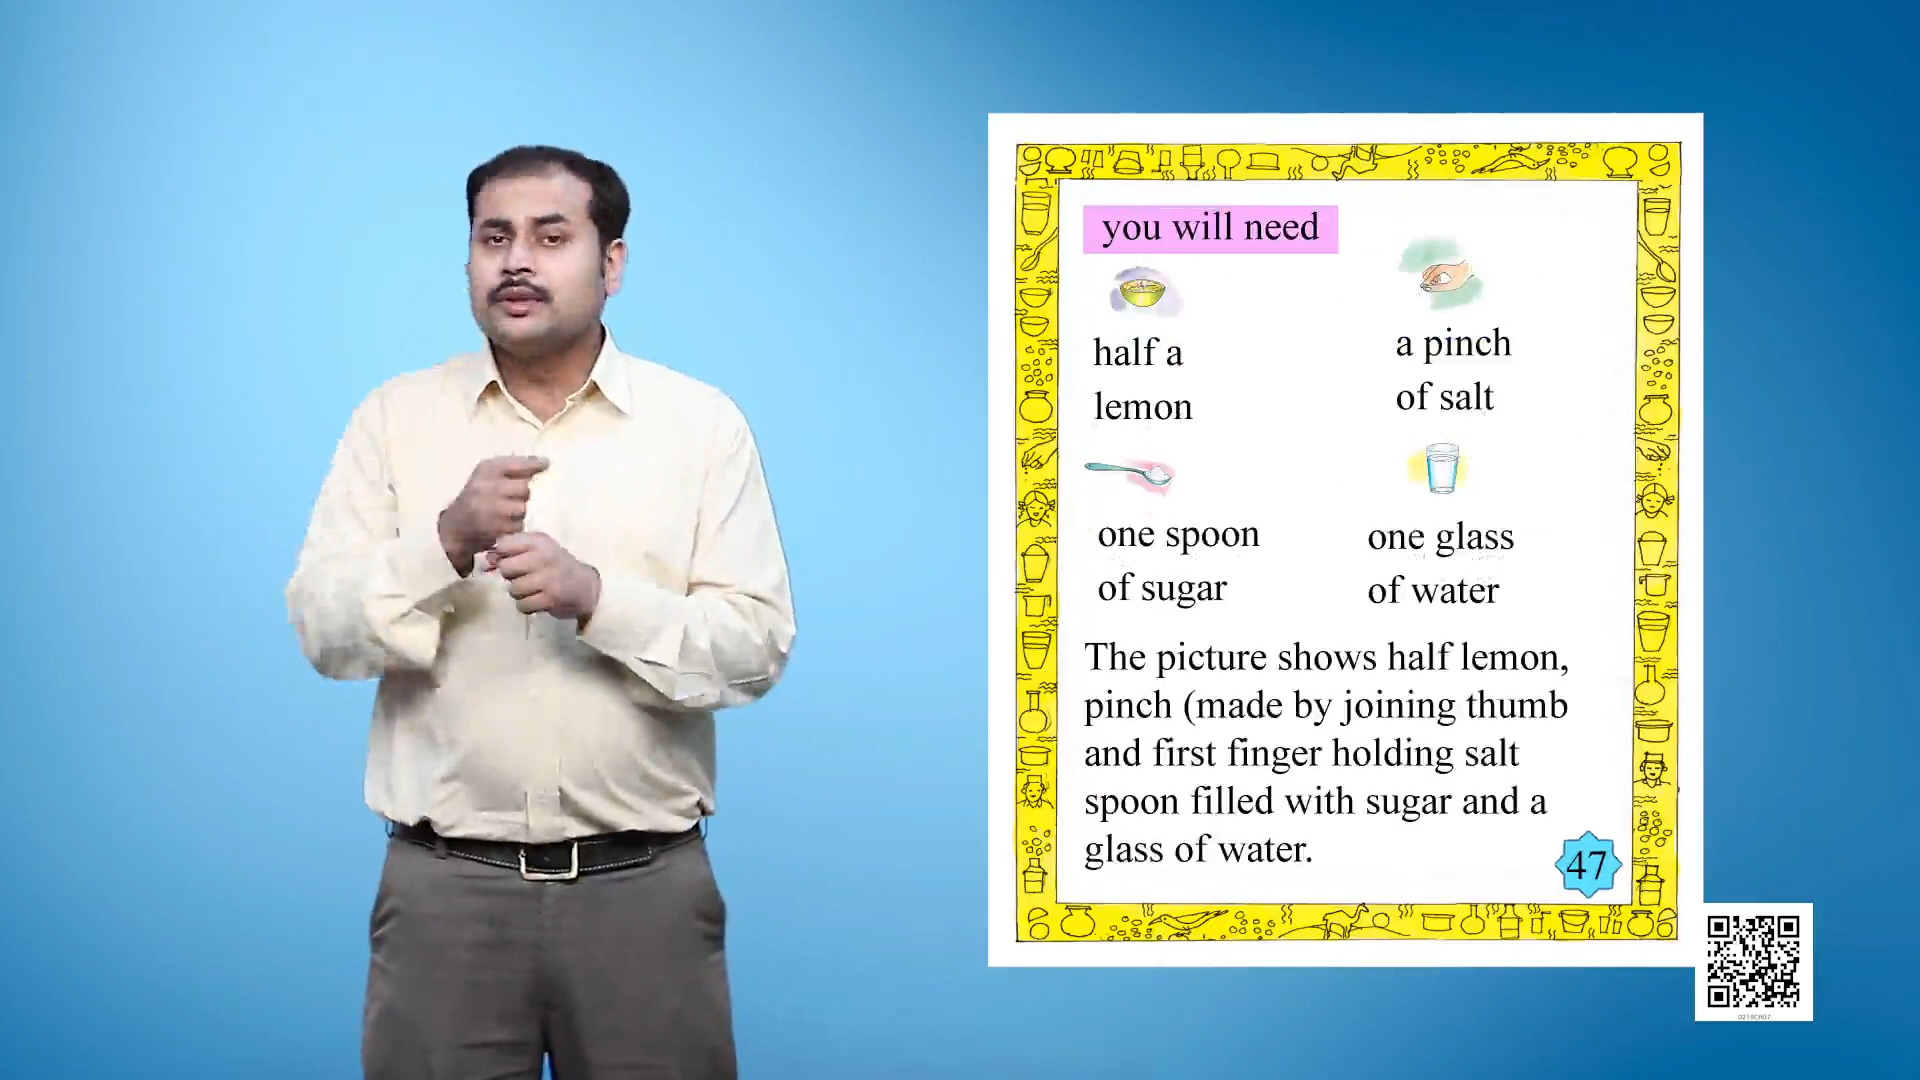 you will need
half a
lemon
a pinch
of salt
one spoon
of sugar
one glass
of water
The picture shows half lemon,
pinch (made by joining thumb
and first finger holding salt
spoon filled with sugar and a
glass of water.
47